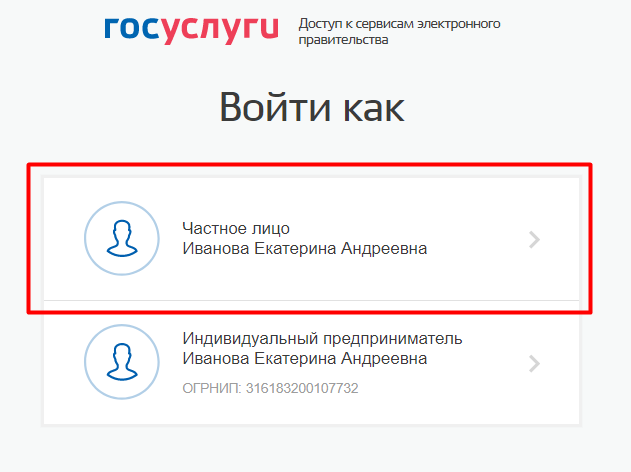 госуслуги
Доступ к сервисам электронного
правительства
Войти как
Частное лицо
Иванова Екатерина Андреевна
Индивидуальный предприниматель
Иванова Екатерина Андреевна
ОГРНИП: 316183200107732